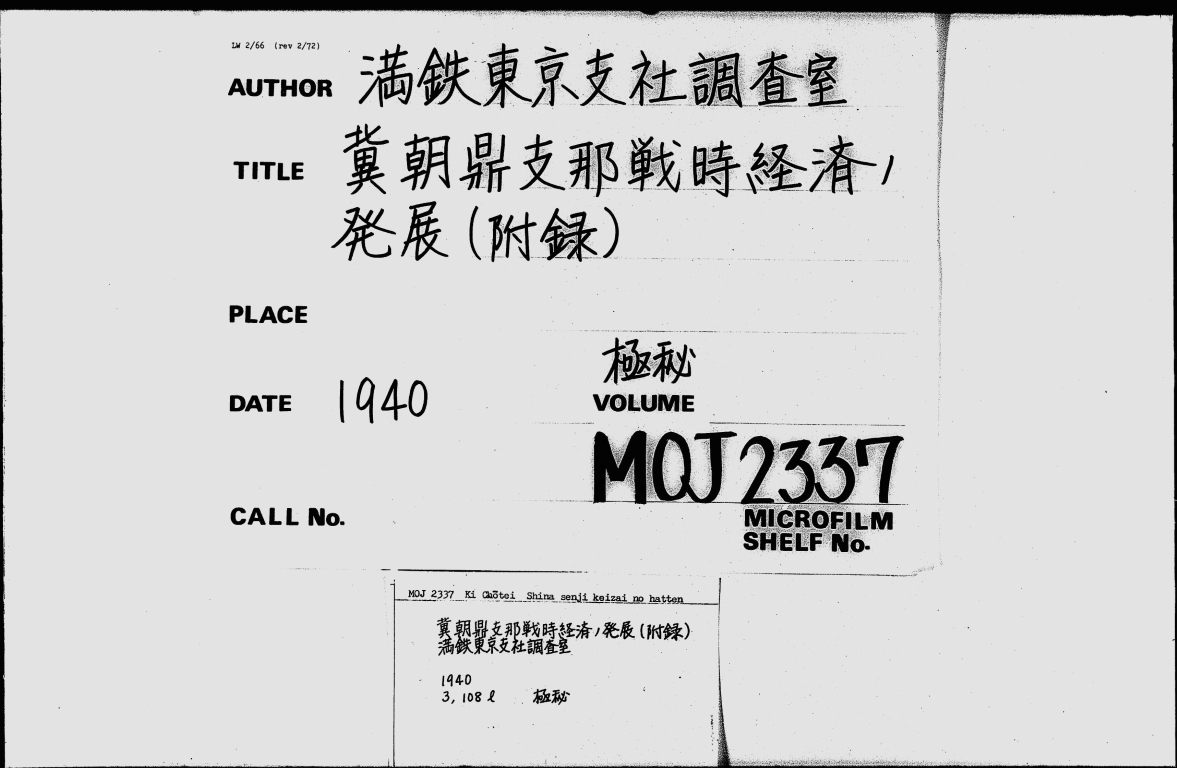 LW 2/66 (rev 2/72)
AUTHOR 満鉄東京支社調査室
TITLE 冀朝鼎支那戦時経済ノ
発展(附録)
PLACE
極秘
DATE 1940 VOLUME
MOJ 2337
CALL No. MICROFILM
SHELF No.
MOJ 2337 Ki Chōtei Shina senji keizai no hatten
冀朝鼎支那戦時経済ノ発展(附録)
満鉄東京支社調査室
1940
3, 108 l 極秘